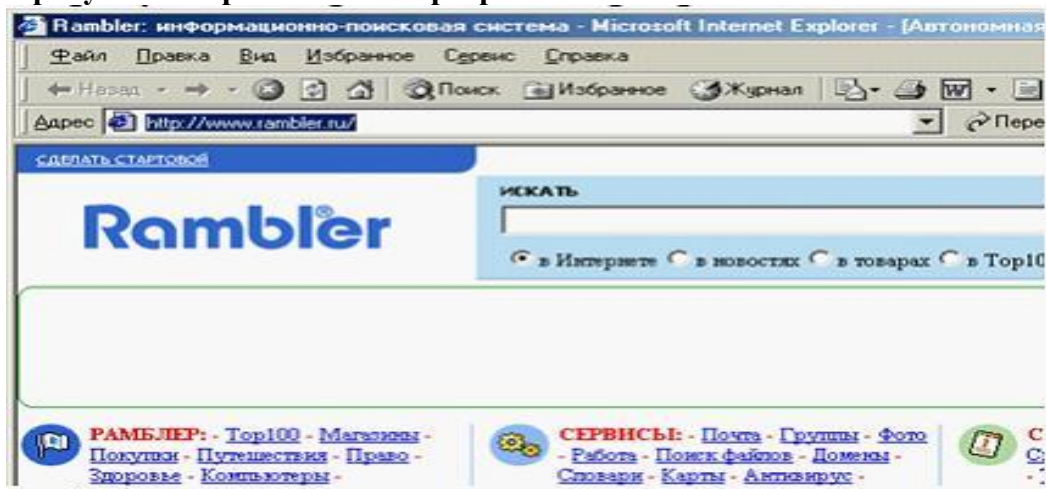 Rambler: информационно-поисковая система - Microsoft Internet Explorer - [Автономная
Файл Правка Вид Избранное Сервис Справка
Назад Поиск Избранное Журнал
Адрес http://www.rambler.ru/ Пере
СДЕЛАТЬ СТАРТОВОЙ
ИСКАТЬ
Rambler
в Интернете в новостях в товарах в Top10
РАМБЛЕР: - Top100 - Магазины -
Покупки - Путешествия - Право -
Здоровье - Компьютеры -
СЕРВИСЫ: - Почта - Группы - Фото
- Работа - Поиск файлов - Домены -
Словари - Карты - Антивирус -